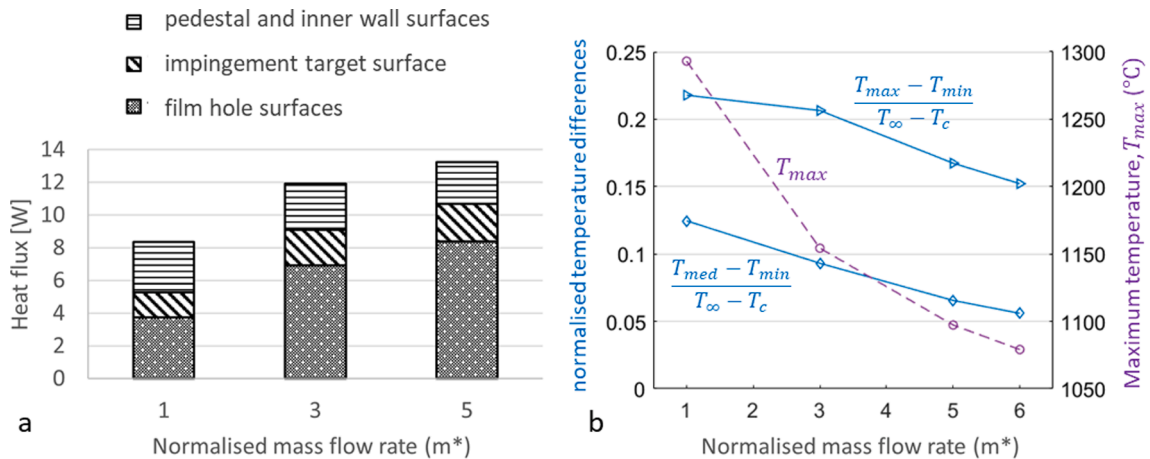 pedestal and inner wall surfaces
impingement target surface
film hole surfaces
Heat flux [W]
14
12
10
8
6
4
2
0
1 3 5
Normalised mass flow rate (m*)
a
normalised temperature differences
0.25
0.2
0.15
0.1
0.05
0
T_max − T_min
T_∞ − T_c
T_max
T_med − T_min
T_∞ − T_c
1300
1250
1200
1150
1100
1050
Maximum temperature, T_max (°C)
1 2 3 4 5 6
Normalised mass flow rate (m*)
b